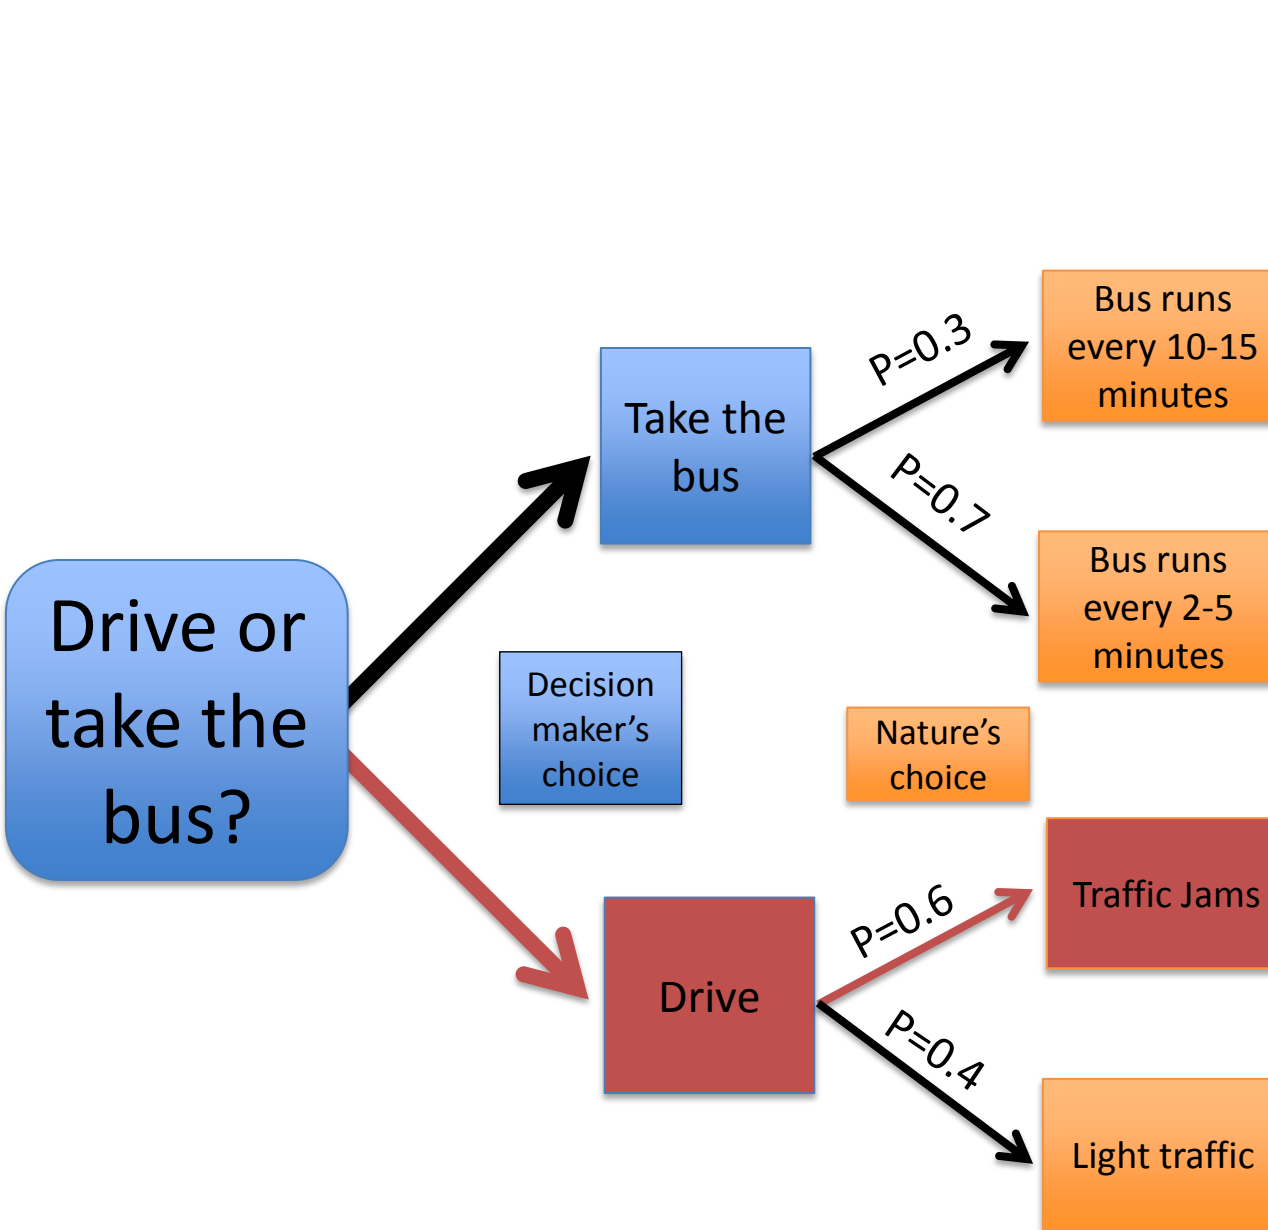 Drive or
take the
bus?
Take the
bus
P=0.3
Bus runs
every 10-15
minutes
P=0.7
Bus runs
every 2-5
minutes
Decision
maker’s
choice
Nature’s
choice
Drive
P=0.6
Traffic Jams
P=0.4
Light traffic